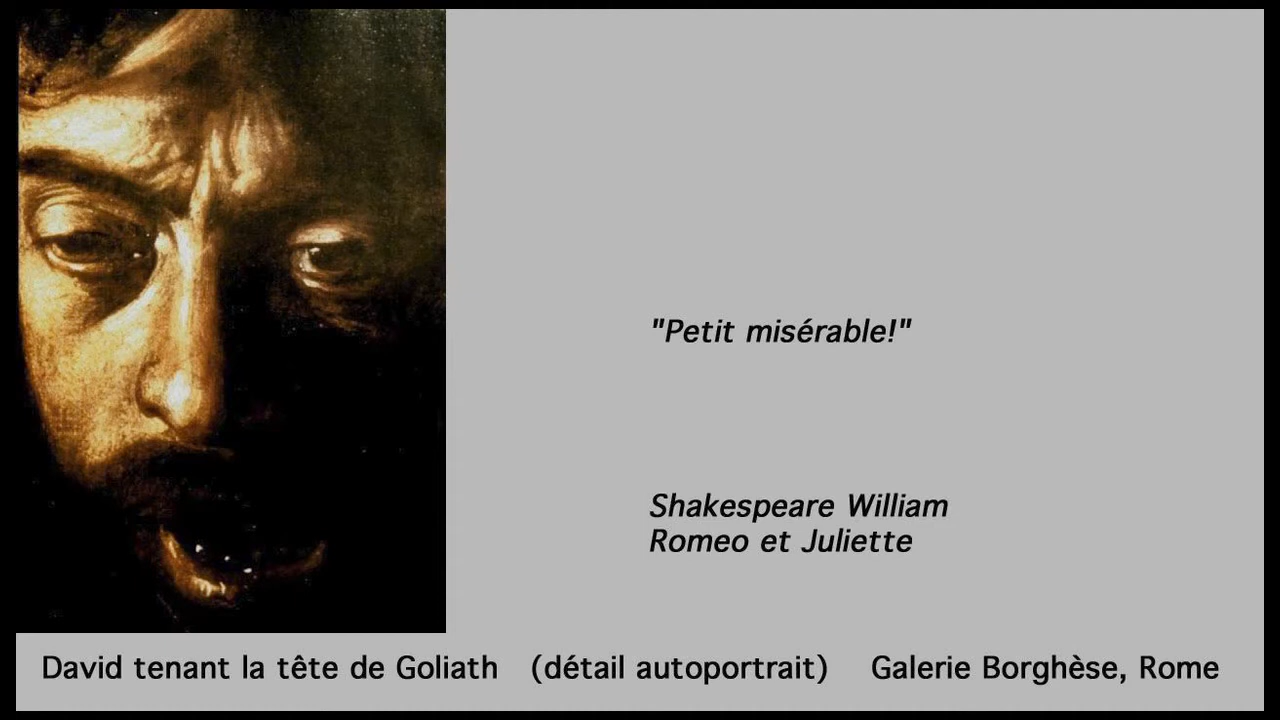 "Petit misérable!"
Shakespeare William
Romeo et Juliette
David tenant la tête de Goliath (détail autoportrait) Galerie Borghèse, Rome